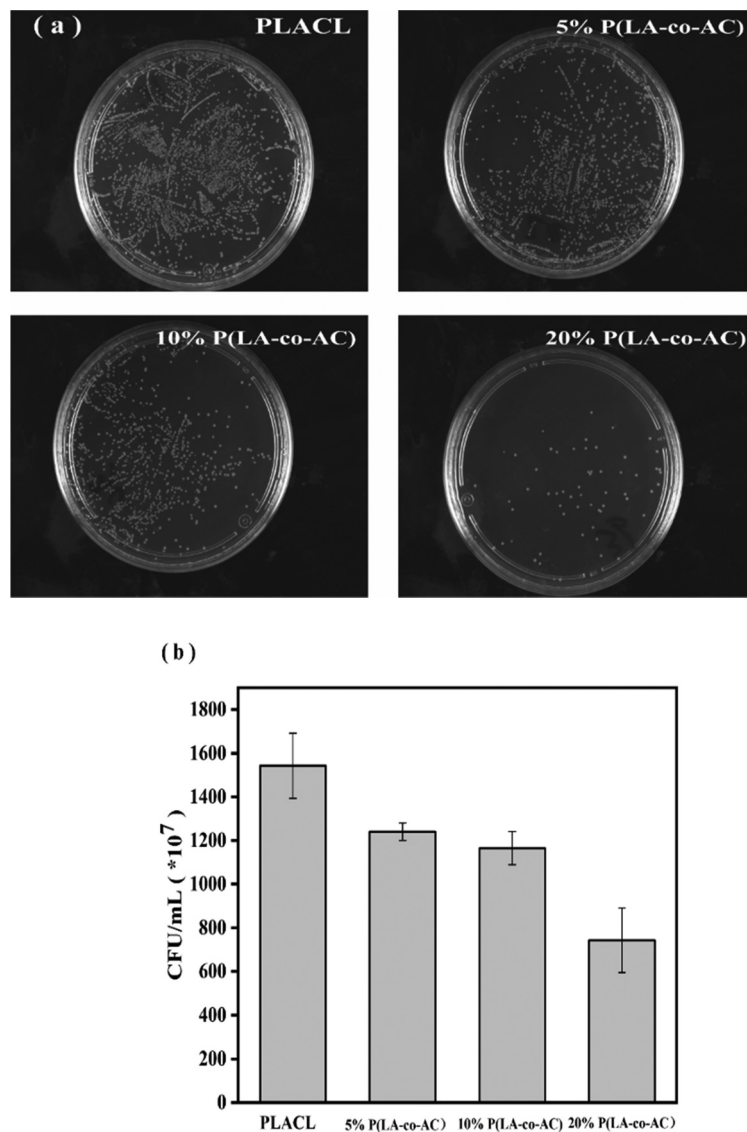 ( a )
PLACL
5% P(LA-co-AC)
10% P(LA-co-AC)
20% P(LA-co-AC)
( b )
CFU/mL ( *10^7 )
1800
1600
1400
1200
1000
800
600
400
200
0
PLACL
5% P(LA-co-AC)
10% P(LA-co-AC)
20% P(LA-co-AC)